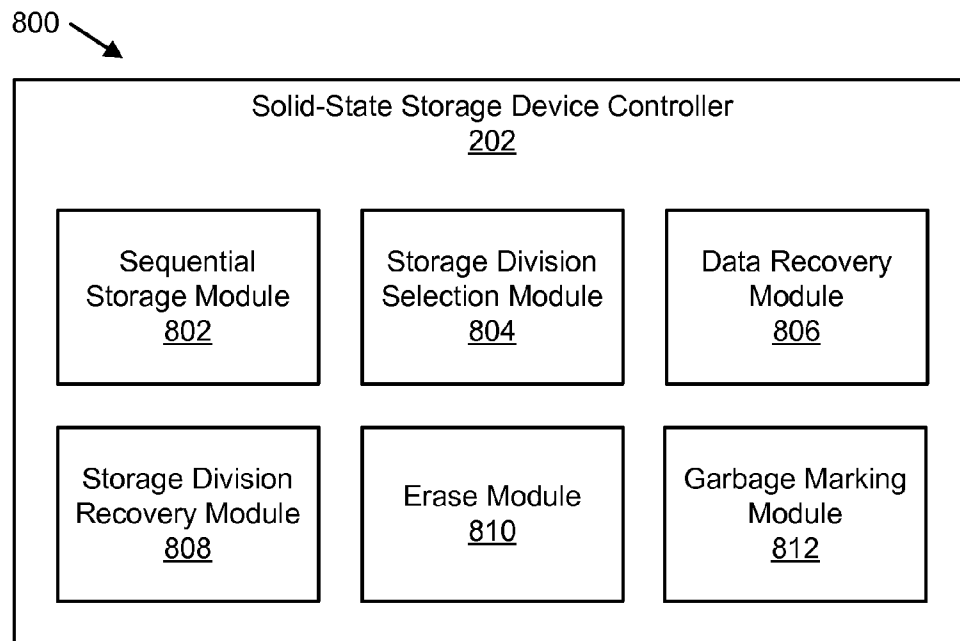 800
Solid-State Storage Device Controller
202
Sequential
Storage Module
802
Storage Division
Selection Module
804
Data Recovery
Module
806
Storage Division
Recovery Module
808
Erase Module
810
Garbage Marking
Module
812